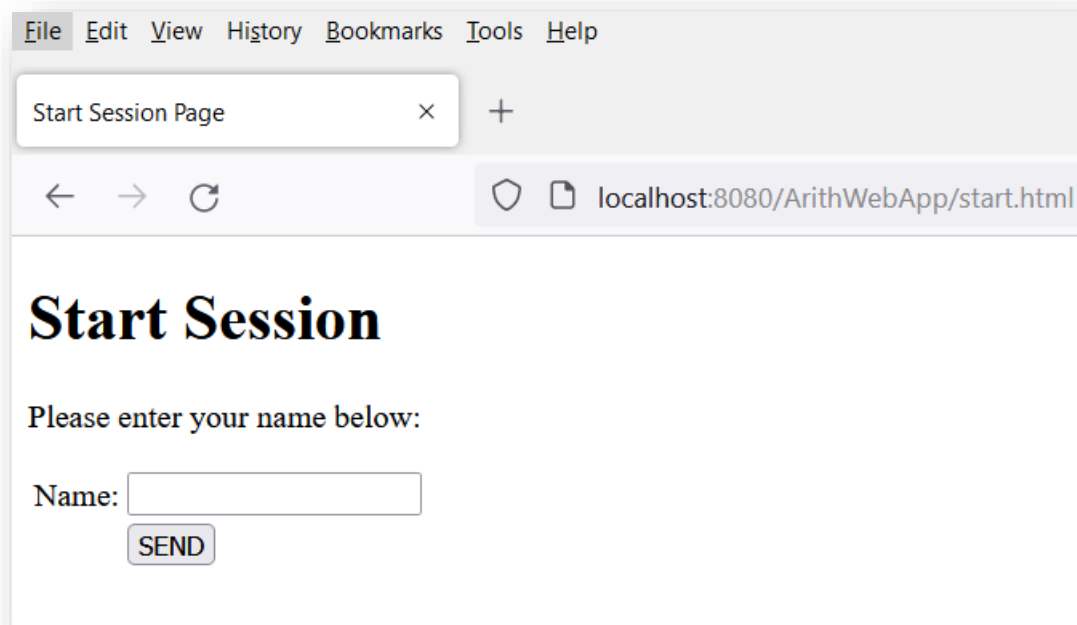 File Edit View History Bookmarks Tools Help
Start Session Page
localhost:8080/ArithWebApp/start.html
Start Session
Please enter your name below:
Name:
SEND